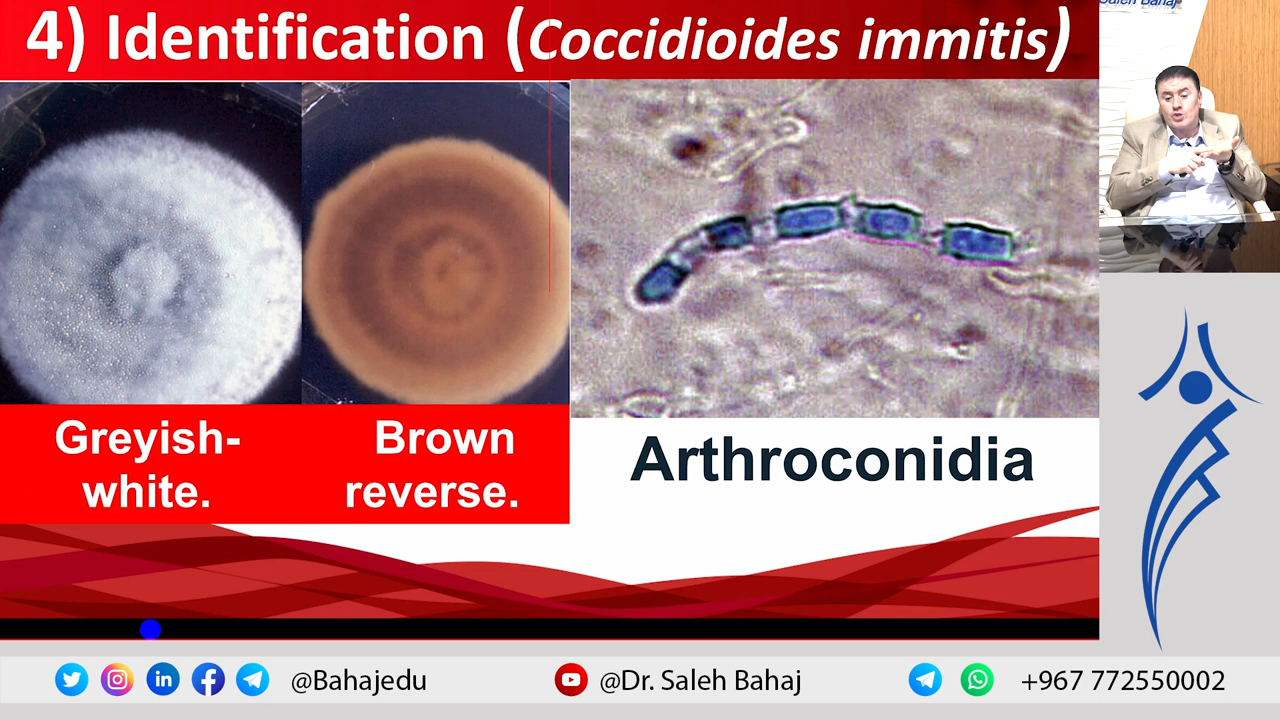 4) Identification (Coccidioides immitis)
Saleh Bahaj
Greyish-
white.
Brown
reverse.
Arthroconidia
@Bahajedu
@Dr. Saleh Bahaj
+967 772550002